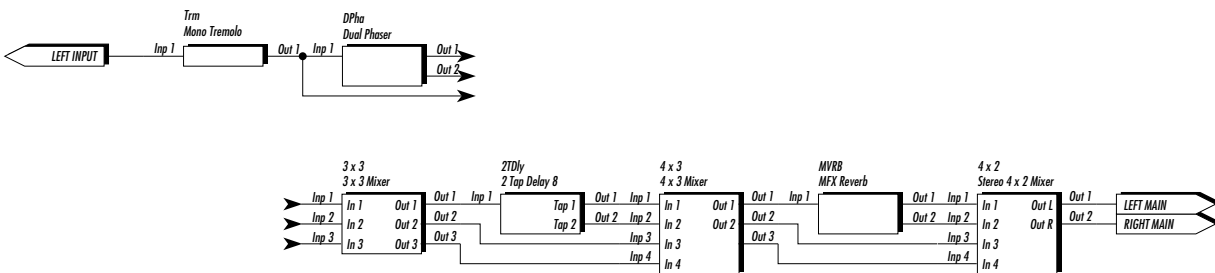 Trm
Mono Tremolo
DPha
Dual Phaser
LEFT INPUT
Inp 1
Out 1
Inp 1
Out 1
Out 2
3 x 3
3 x 3 Mixer
2TDly
2 Tap Delay 8
4 x 3
4 x 3 Mixer
MVRB
MFX Reverb
4 x 2
Stereo 4 x 2 Mixer
Inp 1 In 1 Out 1 Out 1 Inp 1 Tap 1 Out 1 Inp 1 In 1 Out 1 Out 1 Inp 1 Out 1 Inp 1 In 1 Out L Out 1 LEFT MAIN
Inp 2 In 2 Out 2 Out 2 Tap 2 Out 2 Inp 2 In 2 Out 2 Out 2 Out 2 Inp 2 In 2 Out R Out 2 RIGHT MAIN
Inp 3 In 3 Out 3 Out 3 Inp 3 In 3 Out 3 Inp 3 In 3
Inp 4 In 4 Inp 4 In 4